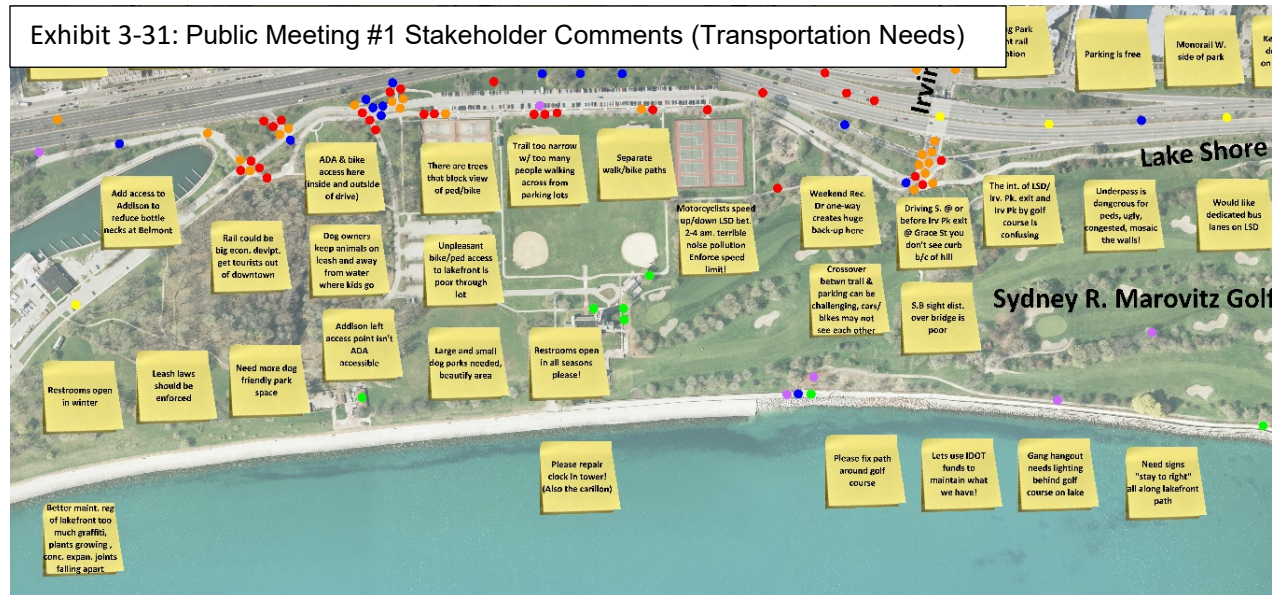 Exhibit 3-31: Public Meeting #1 Stakeholder Comments (Transportation Needs)
Parking is free
Monorail W.
side of park
Irvin
Lake Shore
Add access to
Addison to
reduce bottle
necks at Belmont
ADA & bike
access here
(inside and outside
of drive)
There are trees
that block view of
ped/bike
Trail too narrow
w/ too many
people walking
across from
parking lots
Separate
walk/bike paths
Motorcyclists speed
up/down LSD bet.
2-4 am. terrible
noise pollution
Enforce speed
limit!
Weekend Rec.
Dr one-way
creates huge
back-up here
Driving S. @ or
before Irv Pk exit
@ Grace St you
don't see curb
b/c of hill
The int. of LSD/
Irv. Pk. exit and
Irv Pk by golf
course is
confusing
Underpass is
dangerous for
peds, ugly,
congested, mosaic
the walls!
Would like
dedicated bus
lanes on LSD
Rail could be
big econ. devlpt.
get tourists out
of downtown
Dog owners
keep animals on
leash and away
from water
where kids go
Unpleasant
bike/ped access
to lakefront is
poor through
lot
Crossover
betwn trail &
parking can be
challenging, cars/
bikes may not
see each other
S.B sight dist.
over bridge is
poor
Sydney R. Marovitz Golf
Restrooms open
in winter
Leash laws
should be
enforced
Need more dog
friendly park
space
Addison left
access point isn't
ADA
accessible
Large and small
dog parks needed,
beautify area
Restrooms open
in all seasons
please!
Please repair
clock in tower!
(Also the carillon)
Please fix path
around golf
course
Lets use IDOT
funds to
maintain what
we have!
Gang hangout
needs lighting
behind golf
course on lake
Need signs
"stay to right"
all along lakefront
path
Better maint. reg
of lakefront too
much graffiti,
plants growing ,
conc. expan. joints
falling apart